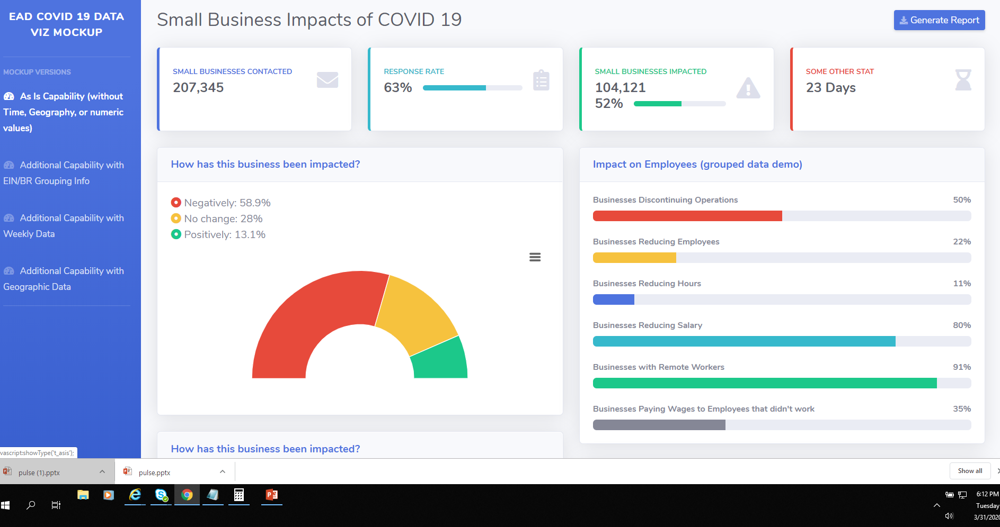 EAD COVID 19 DATA
VIZ MOCKUP
MOCKUP VERSIONS
As Is Capability (without
Time, Geography, or numeric
values)
Additional Capability with
EIN/BR Grouping Info
Additional Capability with
Weekly Data
Additional Capability with
Geographic Data
Small Business Impacts of COVID 19
Generate Report
SMALL BUSINESSES CONTACTED
207,345
RESPONSE RATE
63%
SMALL BUSINESSES IMPACTED
104,121
52%
SOME OTHER STAT
23 Days
How has this business been impacted?
Negatively: 58.9%
No change: 28%
Positively: 13.1%
Impact on Employees (grouped data demo)
Businesses Discontinuing Operations 50%
Businesses Reducing Employees 22%
Businesses Reducing Hours 11%
Businesses Reducing Salary 80%
Businesses with Remote Workers 91%
Businesses Paying Wages to Employees that didn't work 35%
How has this business been impacted?
vascript:showType('t_asis');
pulse (1).pptx
pulse.pptx
Show all
6:12 PM
Tuesday
3/31/2020